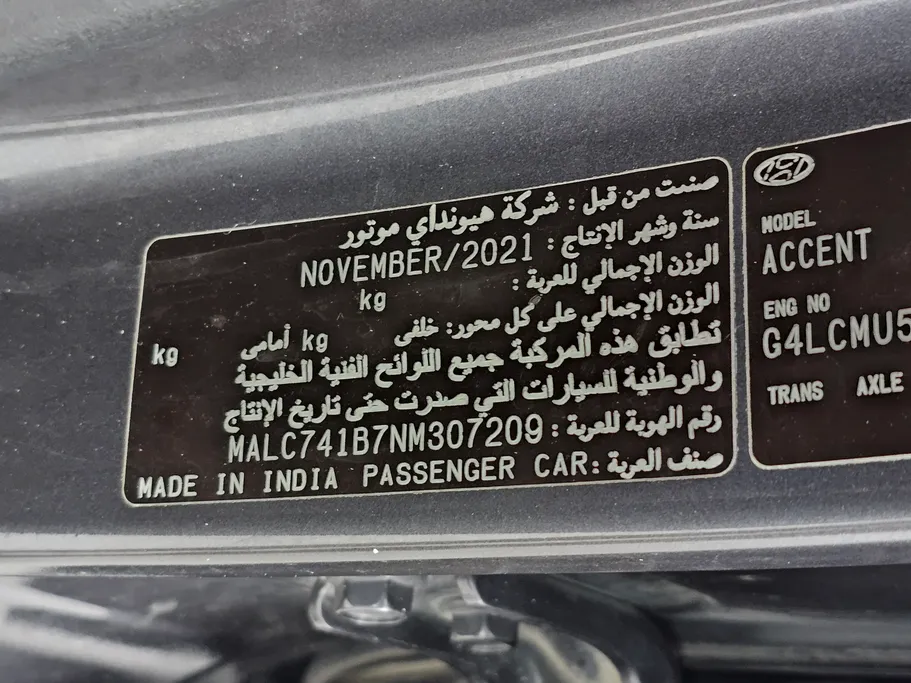 صنعت من قبل : شركة هيونداي موتور
سنة وشهر الإنتاج : NOVEMBER/2021
الوزن الإجمالي للعربة :
kg
الوزن الإجمالي على كل محور: خلفي kg أمامي kg
تطابق هذه المركبة جميع اللوائح الفنية الخليجية
والوطنية للسيارات التي صدرت حتى تاريخ الإنتاج
رقم الهوية للعربة : MALC741B7NM307209
صنف العربة : PASSENGER CAR MADE IN INDIA
MODEL
ACCENT
ENG NO
G4LCMU5
TRANS AXLE